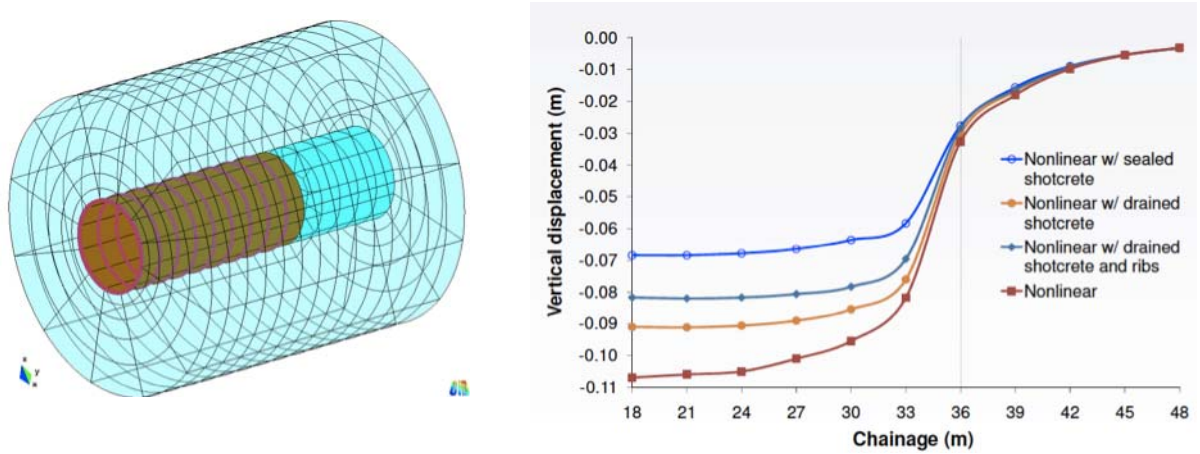 0.00
-0.01
-0.02
-0.03
-0.04
-0.05
-0.06
-0.07
-0.08
-0.09
-0.10
-0.11
Vertical displacement (m)
Nonlinear w/ sealed
shotcrete
Nonlinear w/ drained
shotcrete
Nonlinear w/ drained
shotcrete and ribs
Nonlinear
18 21 24 27 30 33 36 39 42 45 48
Chainage (m)